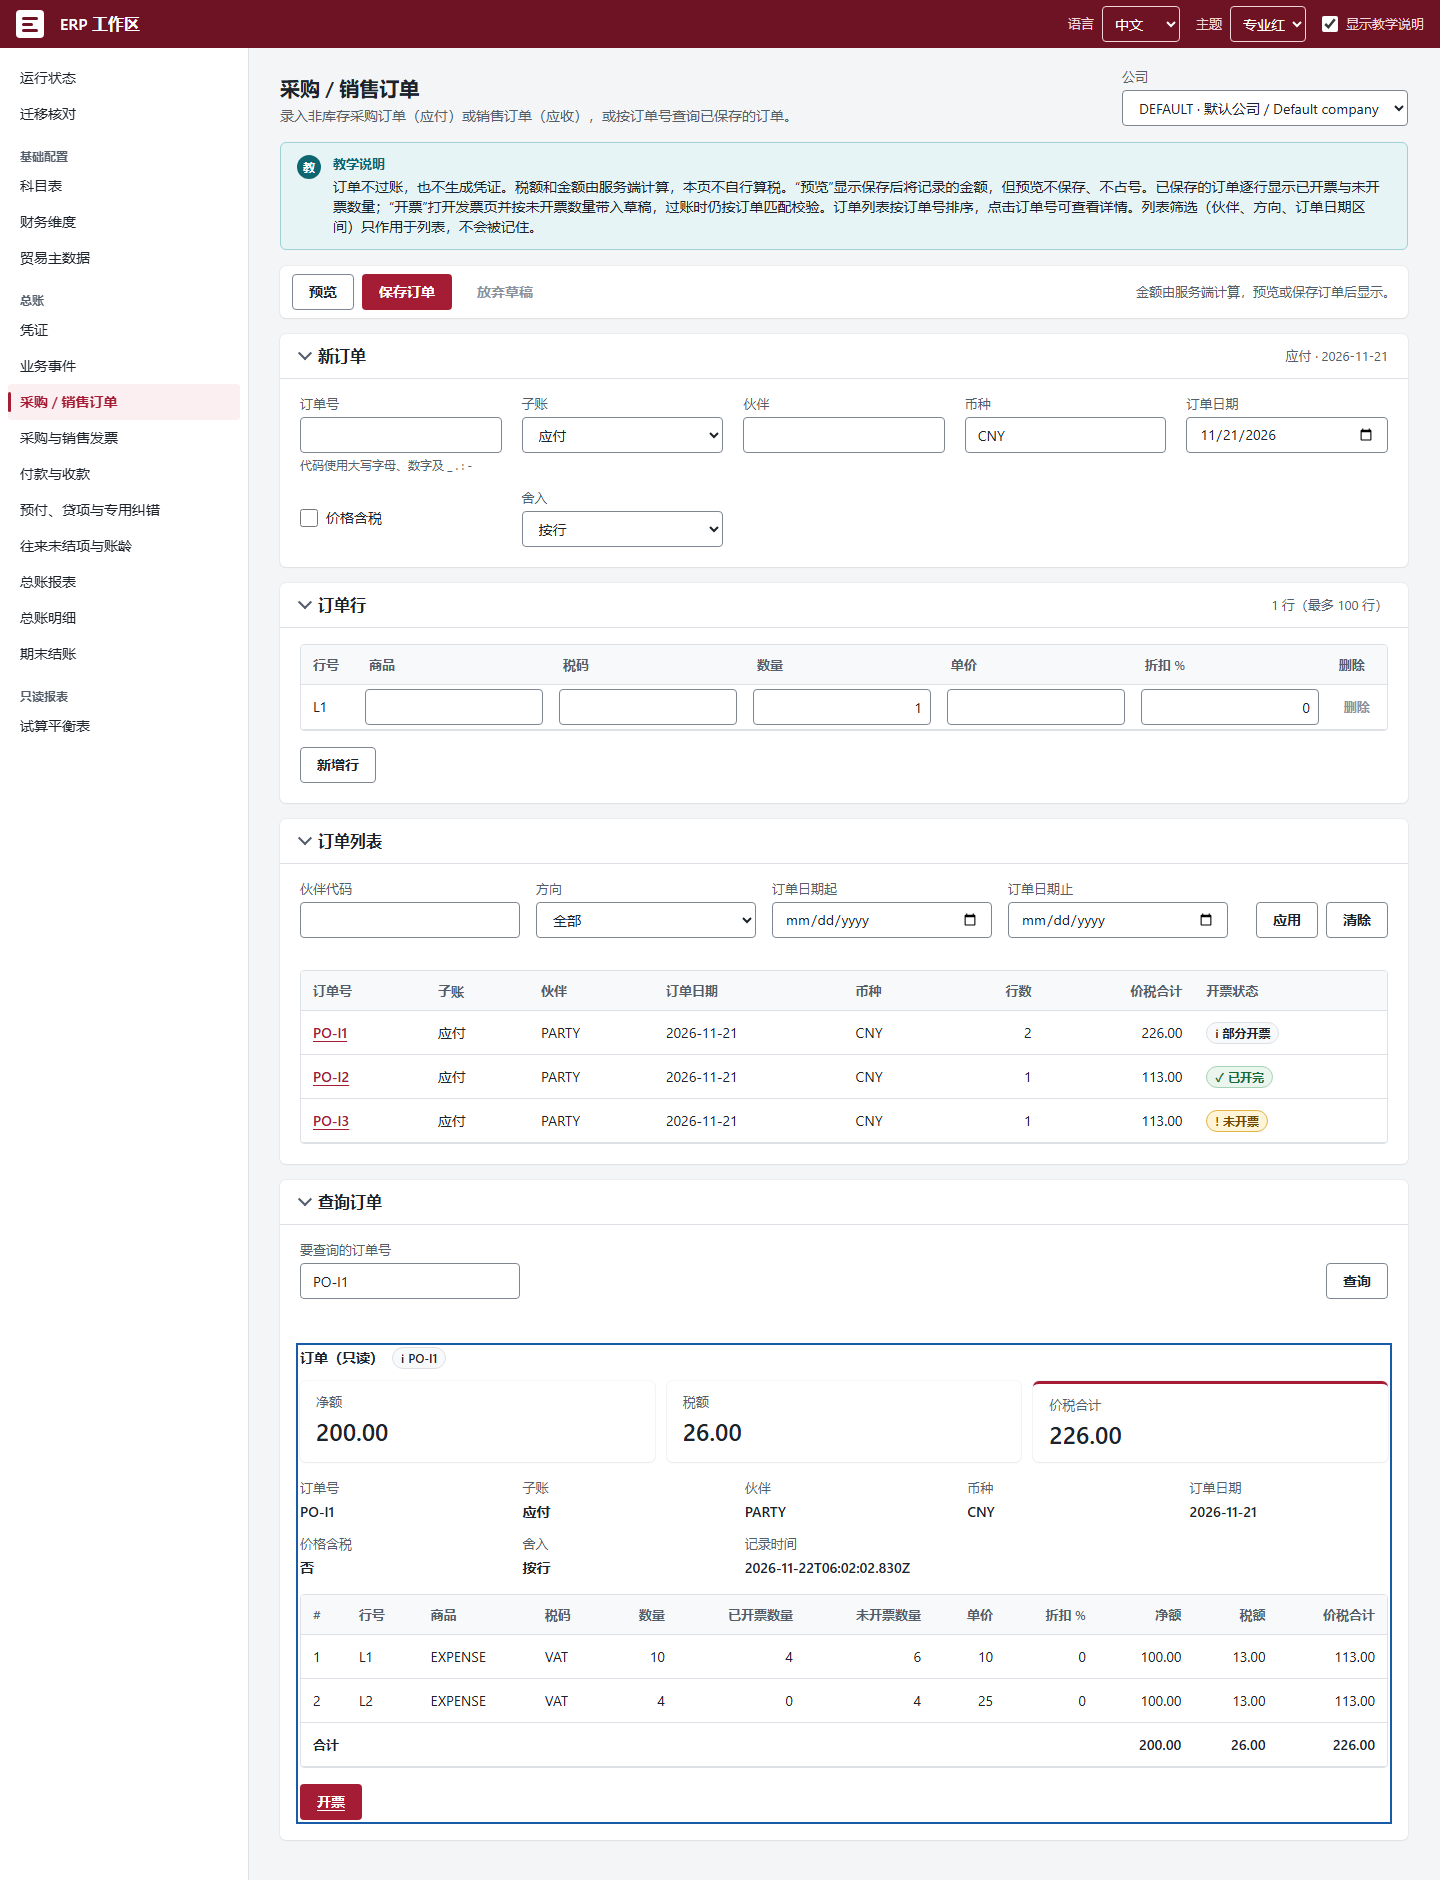 ERP 工作区
语言 中文 主题 专业红 显示教学说明
运行状态
迁移核对
基础配置
科目表
财务维度
贸易主数据
总账
凭证
业务事件
采购 / 销售订单
采购与销售发票
付款与收款
预付、贷项与专用纠错
往来未结项与账龄
总账报表
总账明细
期末结账
只读报表
试算平衡表
采购 / 销售订单
录入非库存采购订单（应付）或销售订单（应收），或按订单号查询已保存的订单。
公司
DEFAULT · 默认公司 / Default company
教 教学说明
订单不过账，也不生成凭证。税额和金额由服务端计算，本页不自行算税。“预览”显示保存后将记录的金额，但预览不保存、不占号。已保存的订单逐行显示已开票与未开
票数量；“开票”打开发票页并按未开票数量带入草稿，过账时仍按订单匹配校验。订单列表按订单号排序，点击订单号可查看详情。列表筛选（伙伴、方向、订单日期区
间）只作用于列表，不会被记住。
预览 保存订单 放弃草稿 金额由服务端计算，预览或保存订单后显示。
新订单 应付 · 2026-11-21
订单号 子账 伙伴 币种 订单日期
应付 CNY 11/21/2026
代码使用大写字母、数字及 _ . : -
舍入
价格含税 按行
订单行 1 行（最多 100 行）
行号 商品 税码 数量 单价 折扣 % 删除
L1 1 0 删除
新增行
订单列表
伙伴代码 方向 订单日期起 订单日期止
全部 mm/dd/yyyy mm/dd/yyyy 应用 清除
订单号 子账 伙伴 订单日期 币种 行数 价税合计 开票状态
PO-I1 应付 PARTY 2026-11-21 CNY 2 226.00 i 部分开票
PO-I2 应付 PARTY 2026-11-21 CNY 1 113.00 ✓ 已开完
PO-I3 应付 PARTY 2026-11-21 CNY 1 113.00 ! 未开票
查询订单
要查询的订单号
PO-I1 查询
订单（只读） i PO-I1
净额 税额 价税合计
200.00 26.00 226.00
订单号 子账 伙伴 币种 订单日期
PO-I1 应付 PARTY CNY 2026-11-21
价格含税 舍入 记录时间
否 按行 2026-11-22T06:02:02.830Z
# 行号 商品 税码 数量 已开票数量 未开票数量 单价 折扣 % 净额 税额 价税合计
1 L1 EXPENSE VAT 10 4 6 10 0 100.00 13.00 113.00
2 L2 EXPENSE VAT 4 0 4 25 0 100.00 13.00 113.00
合计 200.00 26.00 226.00
开票